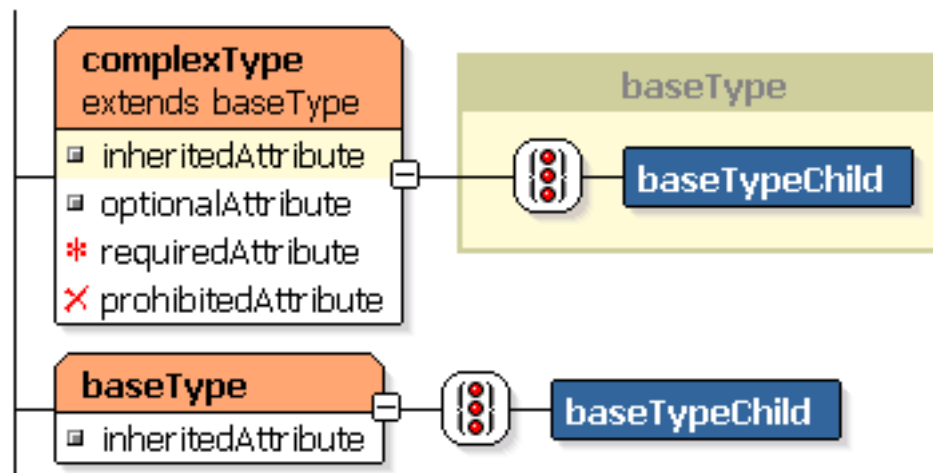 complexType
extends baseType
inheritedAttribute
optionalAttribute
requiredAttribute
prohibitedAttribute
baseType
baseTypeChild
baseType
inheritedAttribute
baseTypeChild